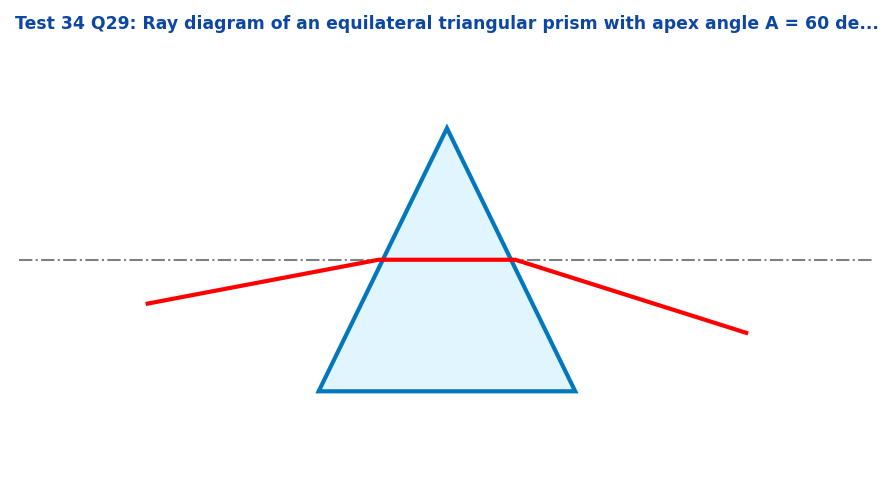 Test 34 Q29: Ray diagram of an equilateral triangular prism with apex angle A = 60 de...